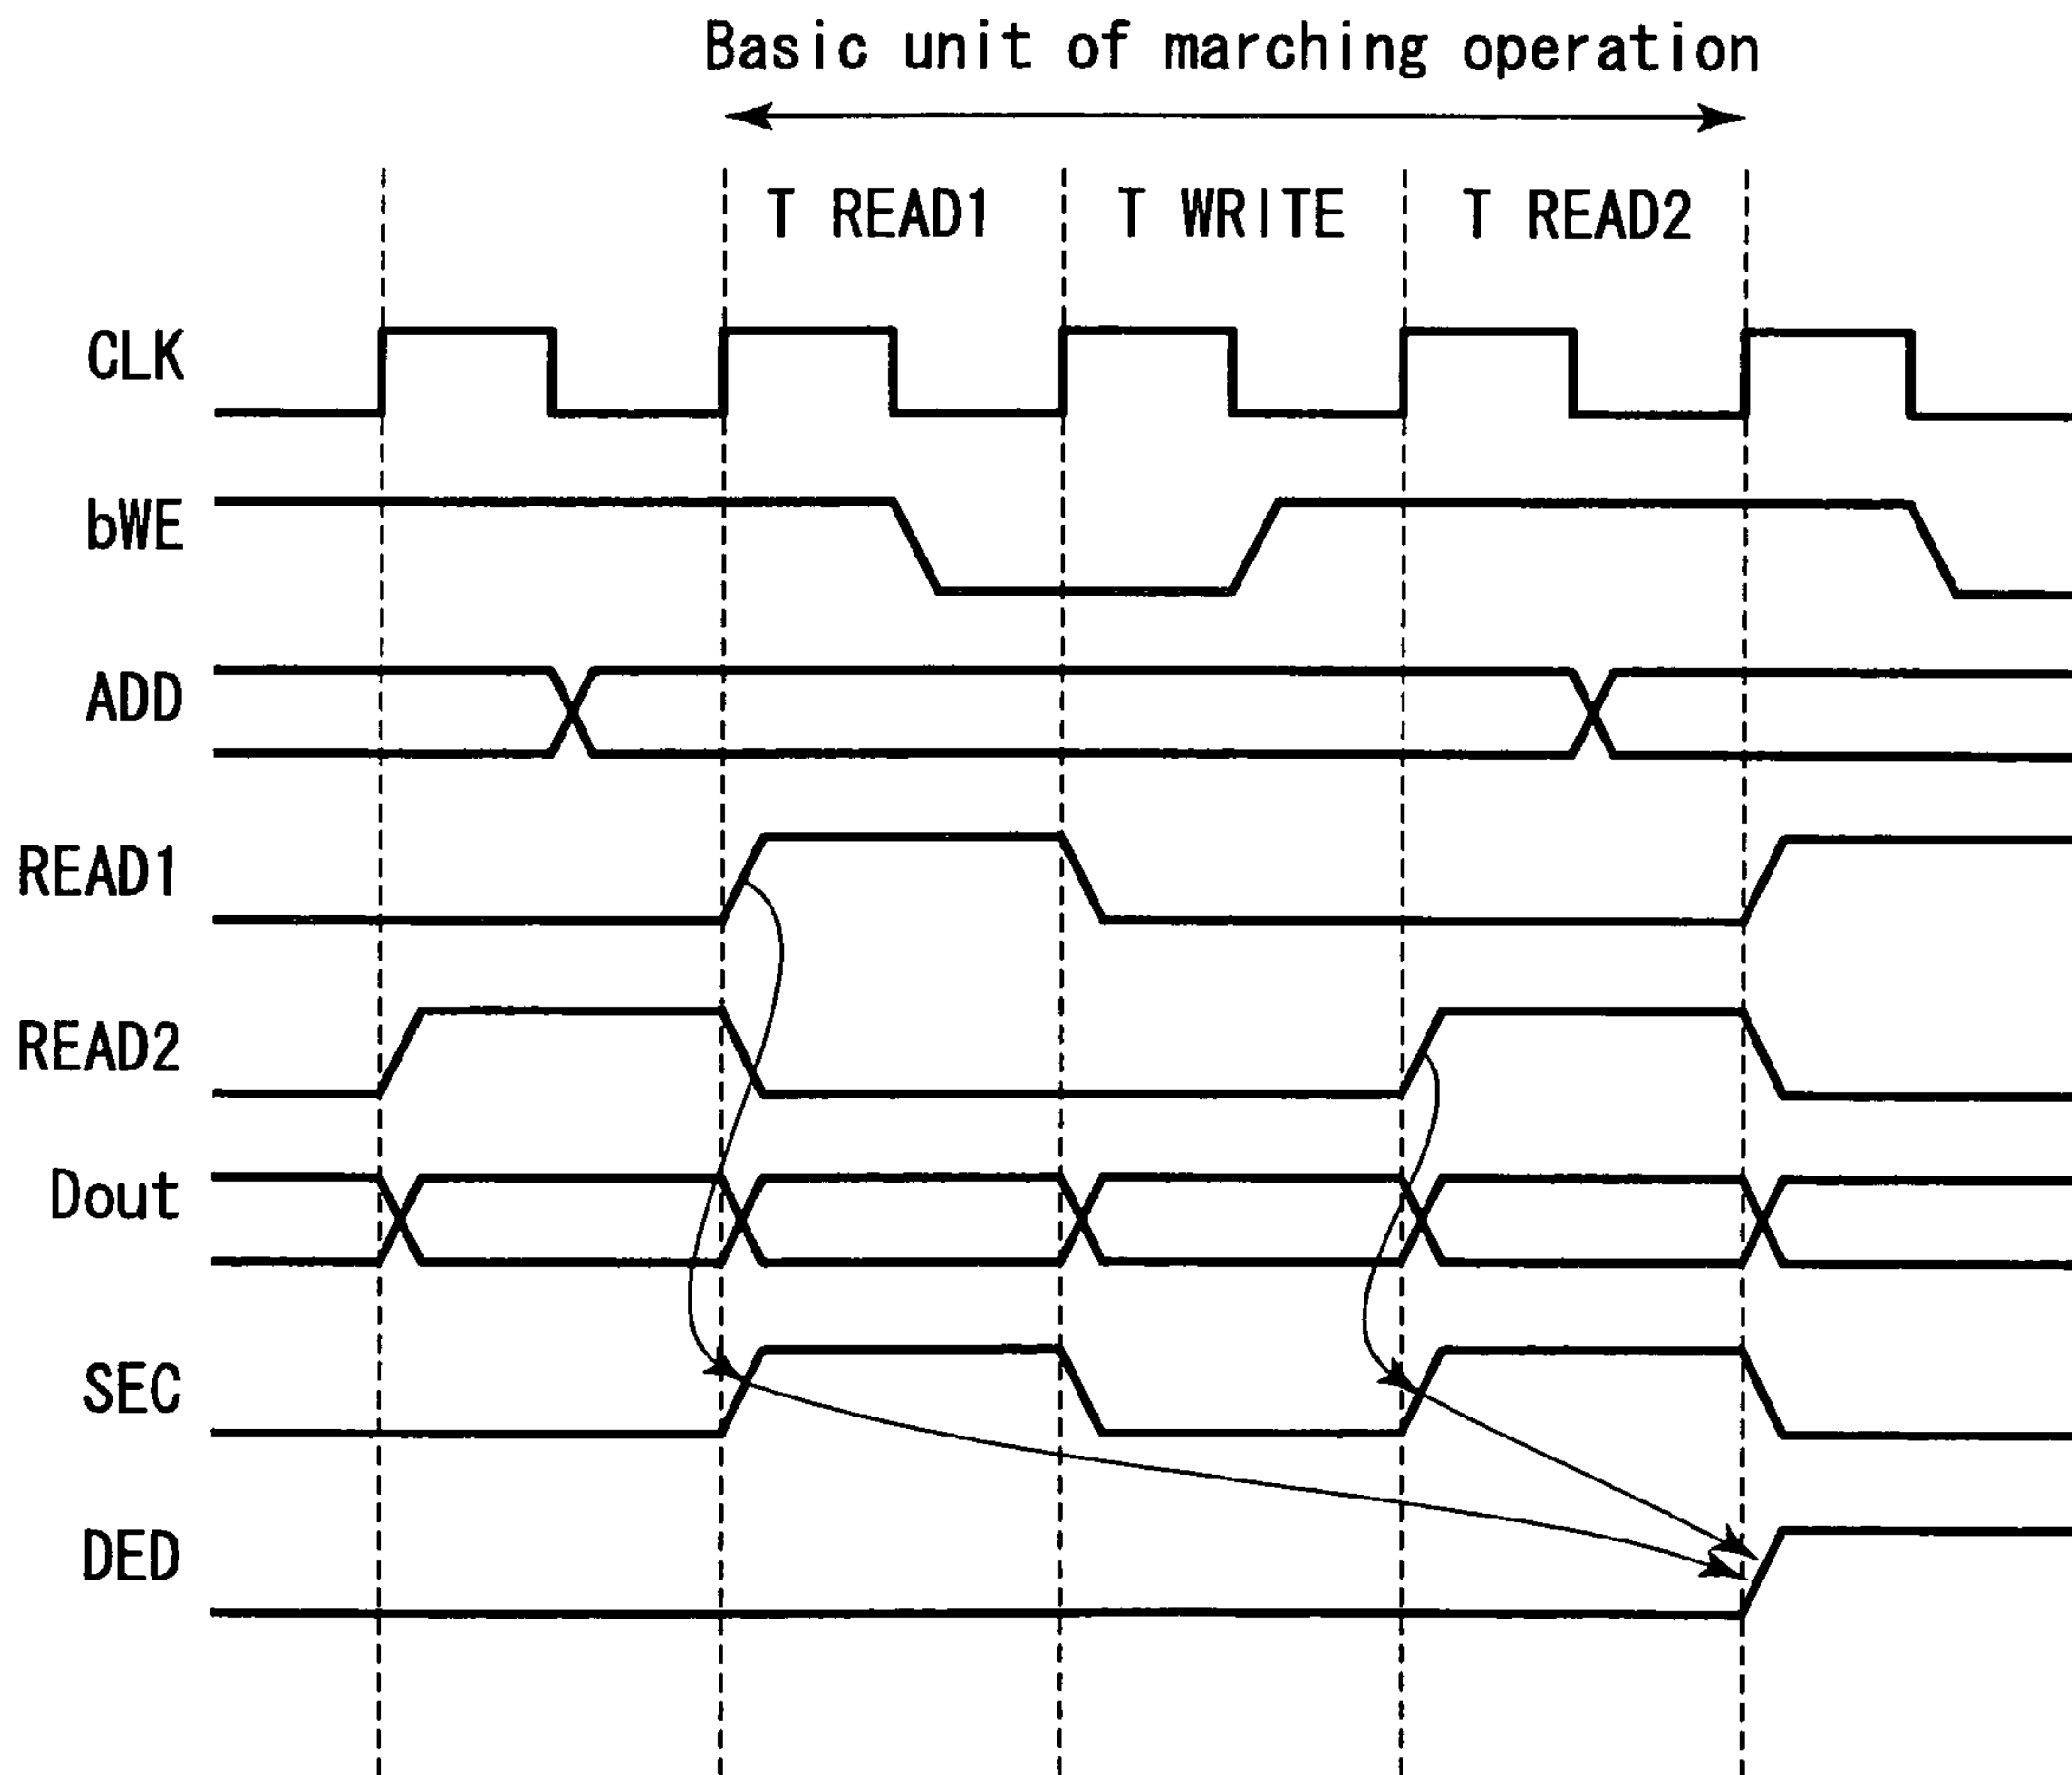 Basic unit of marching operation
T READ1 T WRITE T READ2
CLK
bWE
ADD
READ1
READ2
Dout
SEC
DED